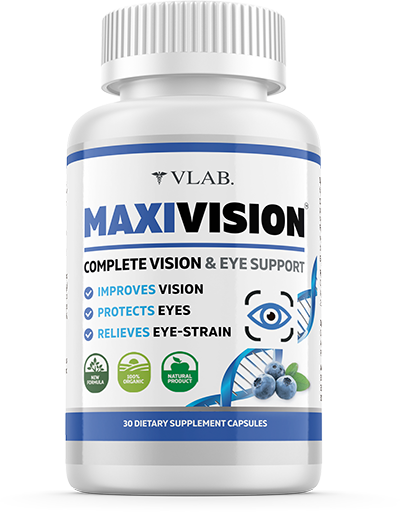 VLAB.
MAXIVISION®
COMPLETE VISION & EYE SUPPORT
IMPROVES VISION
PROTECTS EYES
RELIEVES EYE-STRAIN
NEW
FORMULA
100%
ORGANIC
NATURAL
PRODUCT
30 DIETARY SUPPLEMENT CAPSULES